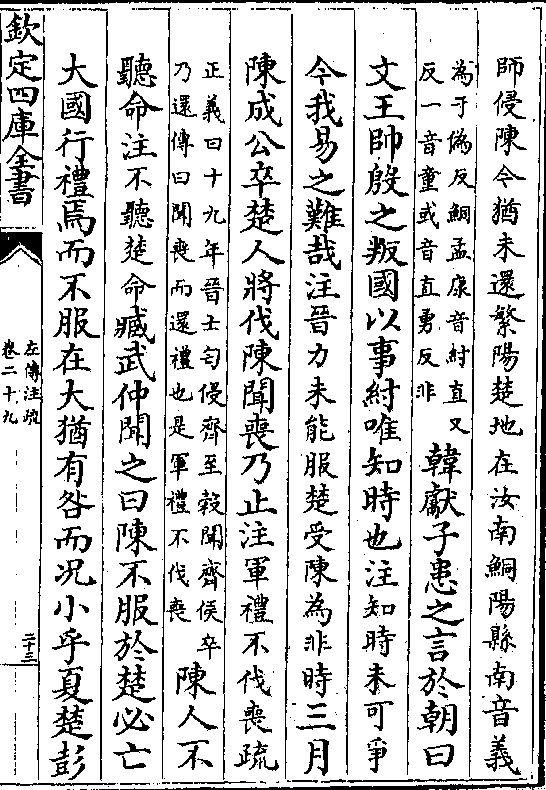 師侵陳今猶未還繁陽楚地在汝南鮦陽縣南音義
為于偽反鮦孟康音紂直又
反一音童或音直勇反非
韓獻子患之言於朝曰
文王帥殷之叛國以事紂唯知時也注知時未可爭
今我易之難哉注晉力未能服楚受陳為非時三月
陳成公卒楚人將伐陳聞喪乃止注軍禮不伐喪疏
正義曰十九年晉士匄侵齊至穀聞齊侯卒
乃還傳曰聞喪而還禮也是軍禮不伐喪
陳人不
聽命注不聽楚命臧武仲聞之曰陳不服於楚必亡
大國行禮焉而不服在大猶有咎而况小乎夏楚彭
欽定四庫全書
左傳注疏
卷二十九
二十三